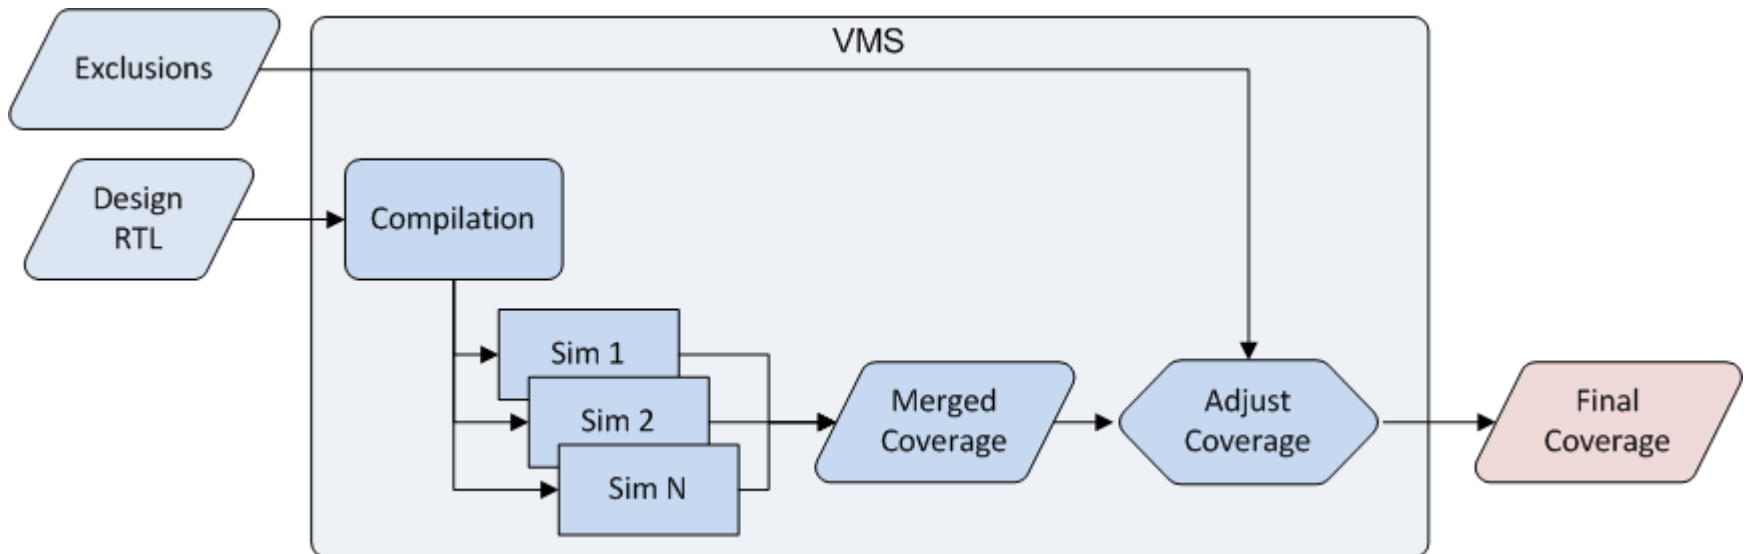 VMS
Exclusions
Design
RTL
Compilation
Sim 1
Sim 2
Sim N
Merged
Coverage
Adjust
Coverage
Final
Coverage